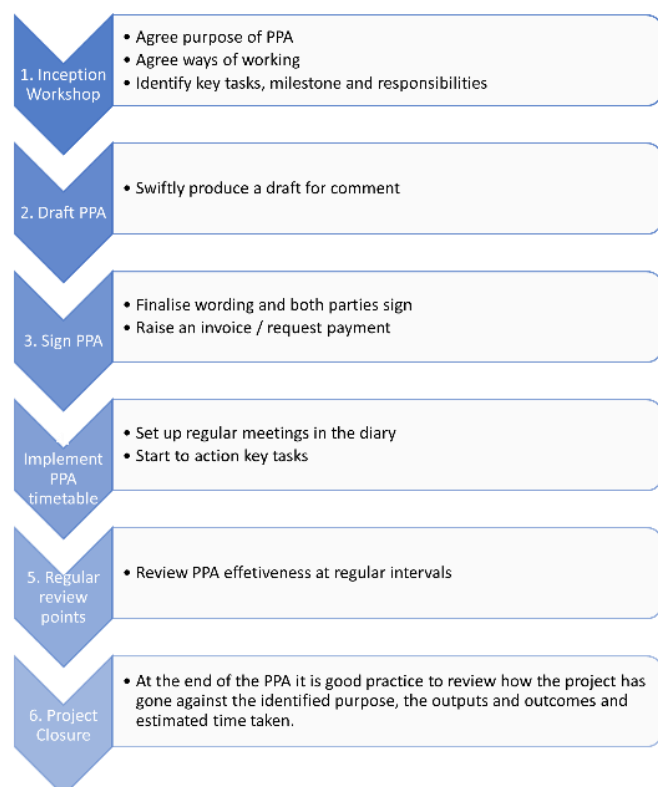 1. Inception
Workshop
• Agree purpose of PPA
• Agree ways of working
• Identify key tasks, milestone and responsibilities
2. Draft PPA
• Swiftly produce a draft for comment
3. Sign PPA
• Finalise wording and both parties sign
• Raise an invoice / request payment
Implement
PPA
timetable
• Set up regular meetings in the diary
• Start to action key tasks
5. Regular
review
points
• Review PPA effetiveness at regular intervals
6. Project
Closure
• At the end of the PPA it is good practice to review how the project has
gone against the identified purpose, the outputs and outcomes and
estimated time taken.